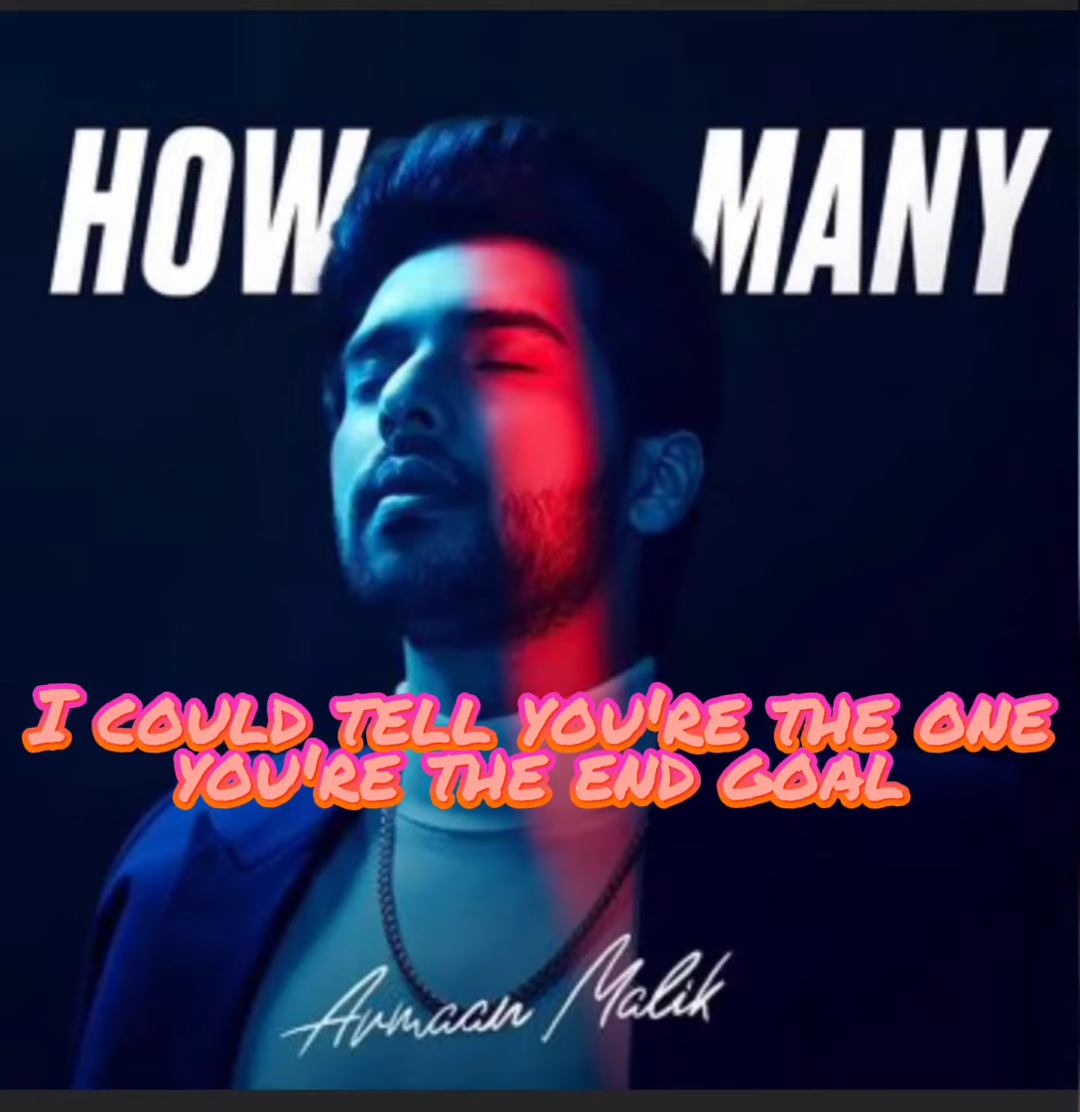 HOW MANY
I COULD TELL YOU'RE THE ONE
YOU'RE THE END GOAL
Armaan Malik